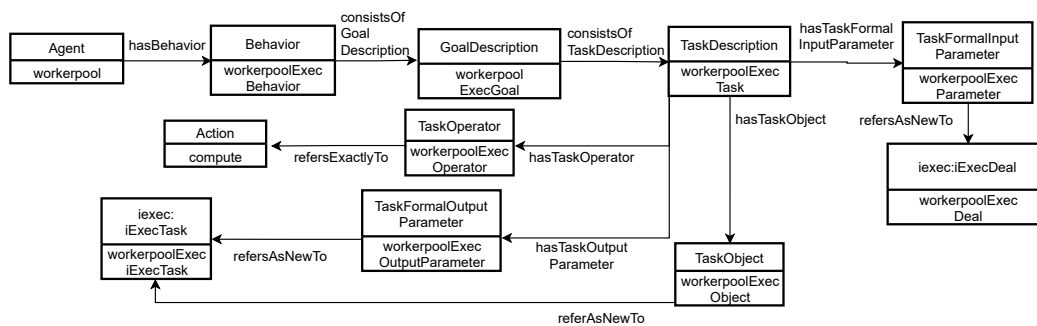 Agent
workerpool
hasBehavior
Behavior
workerpoolExec
Behavior
consistsOf
Goal
Description
GoalDescription
workerpool
ExecGoal
consistsOf
TaskDescription
TaskDescription
workerpoolExec
Task
hasTaskFormal
InputParameter
TaskFormalInput
Parameter
workerpoolExec
Parameter
refersAsNewTo
iexec:iExecDeal
workerpoolExec
Deal
hasTaskObject
Action
compute
refersExactlyTo
TaskOperator
workerpoolExec
Operator
hasTaskOperator
iexec:
iExecTask
workerpoolExec
iExecTask
refersAsNewTo
TaskFormalOutput
Parameter
workerpoolExec
OutputParameter
hasTaskOutput
Parameter
TaskObject
workerpoolExec
Object
referAsNewTo